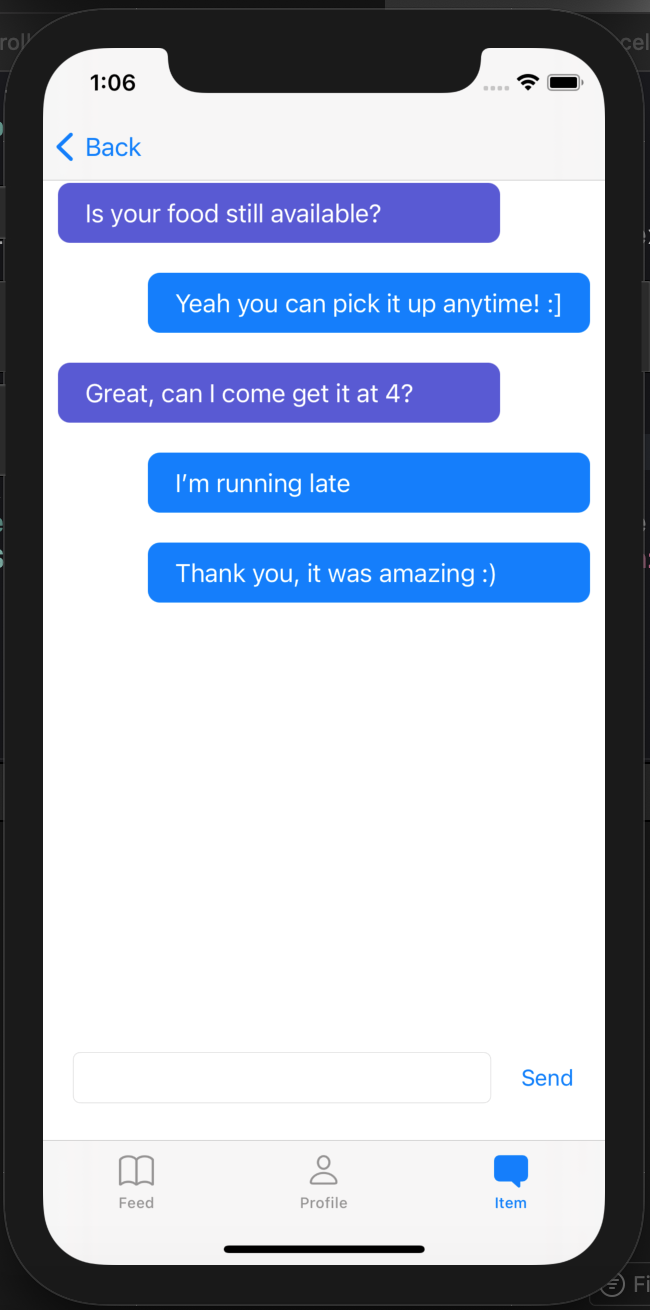 1:06
Back
Is your food still available?
Yeah you can pick it up anytime! :]
Great, can I come get it at 4?
I’m running late
Thank you, it was amazing :)
Send
Feed
Profile
Item